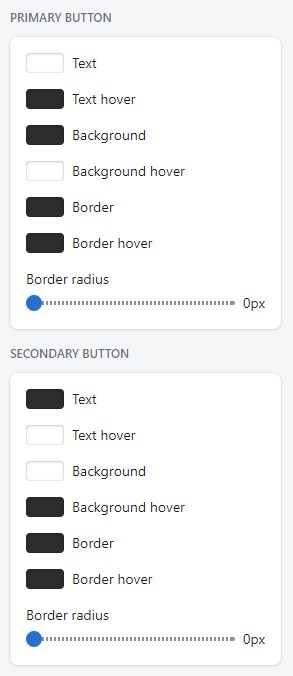 PRIMARY BUTTON
Text
Text hover
Background
Background hover
Border
Border hover
Border radius
0px
SECONDARY BUTTON
Text
Text hover
Background
Background hover
Border
Border hover
Border radius
0px